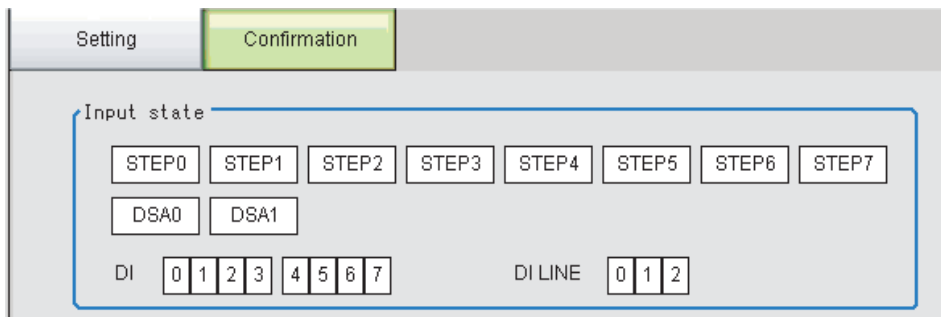 Setting Confirmation
Input state
STEP0 STEP1 STEP2 STEP3 STEP4 STEP5 STEP6 STEP7
DSA0 DSA1
DI 0 1 2 3 4 5 6 7 DI LINE 0 1 2